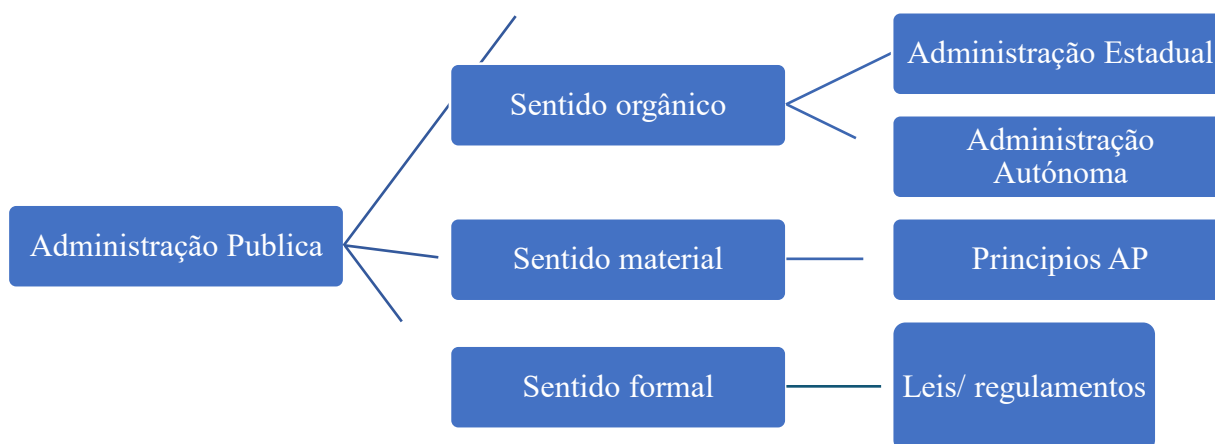 Administração Publica
Sentido orgânico
Administração Estadual
Administração
Autónoma
Sentido material
Principios AP
Sentido formal
Leis/ regulamentos